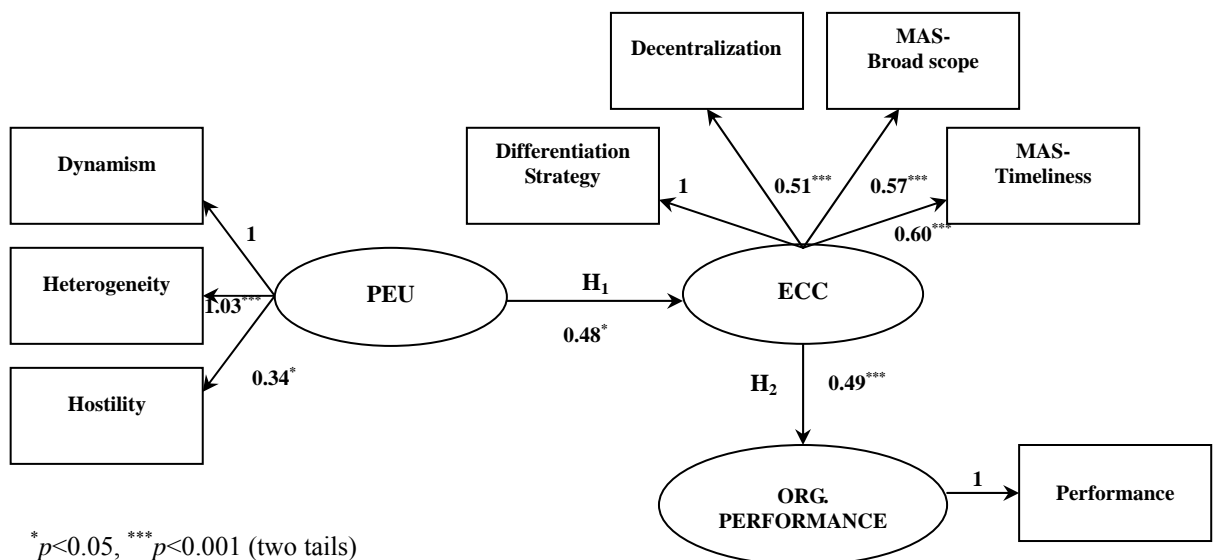 Decentralization
MAS-
Broad scope
Dynamism
Differentiation
Strategy
MAS-
Timeliness
1
0.51***
0.57***
1
0.60***
Heterogeneity
1.03***
PEU
H₁
0.48*
ECC
0.34*
Hostility
H₂
0.49***
ORG.
PERFORMANCE
1
Performance
*p<0.05, ***p<0.001 (two tails)